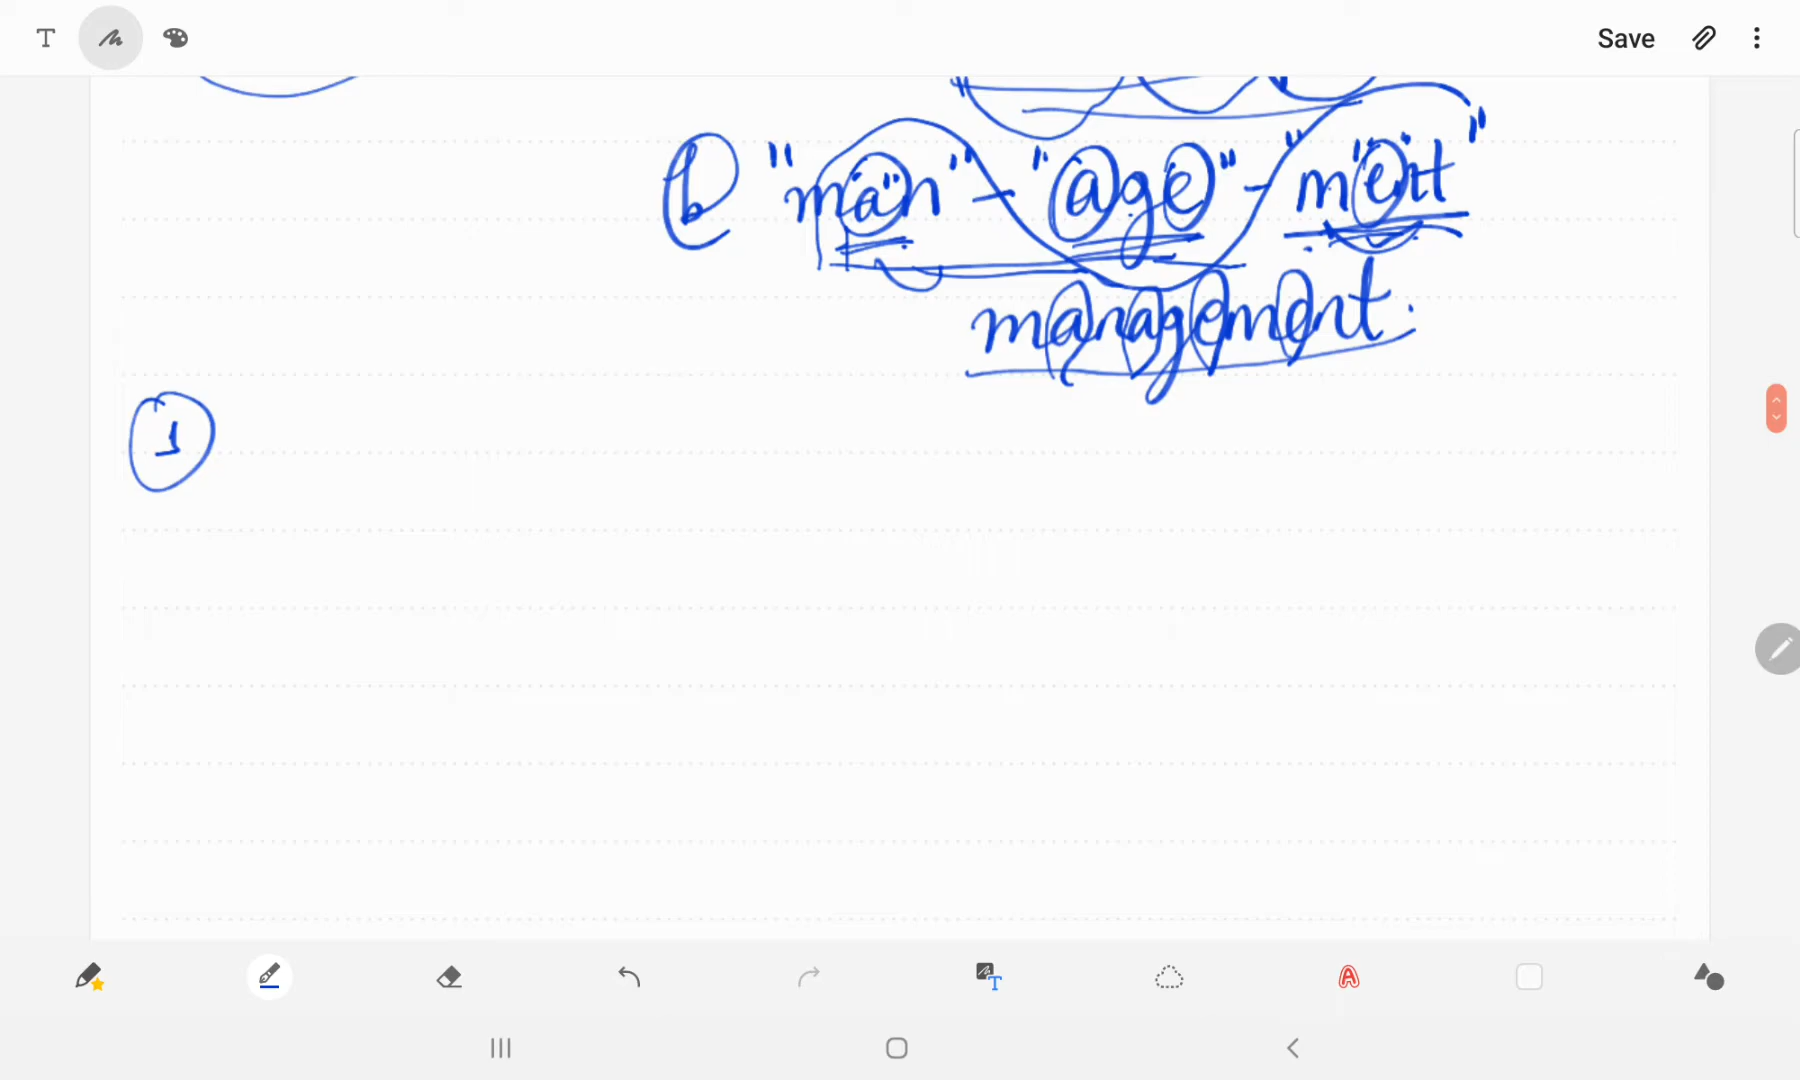 Save
b "man" - "age" - "ment"
management.
1